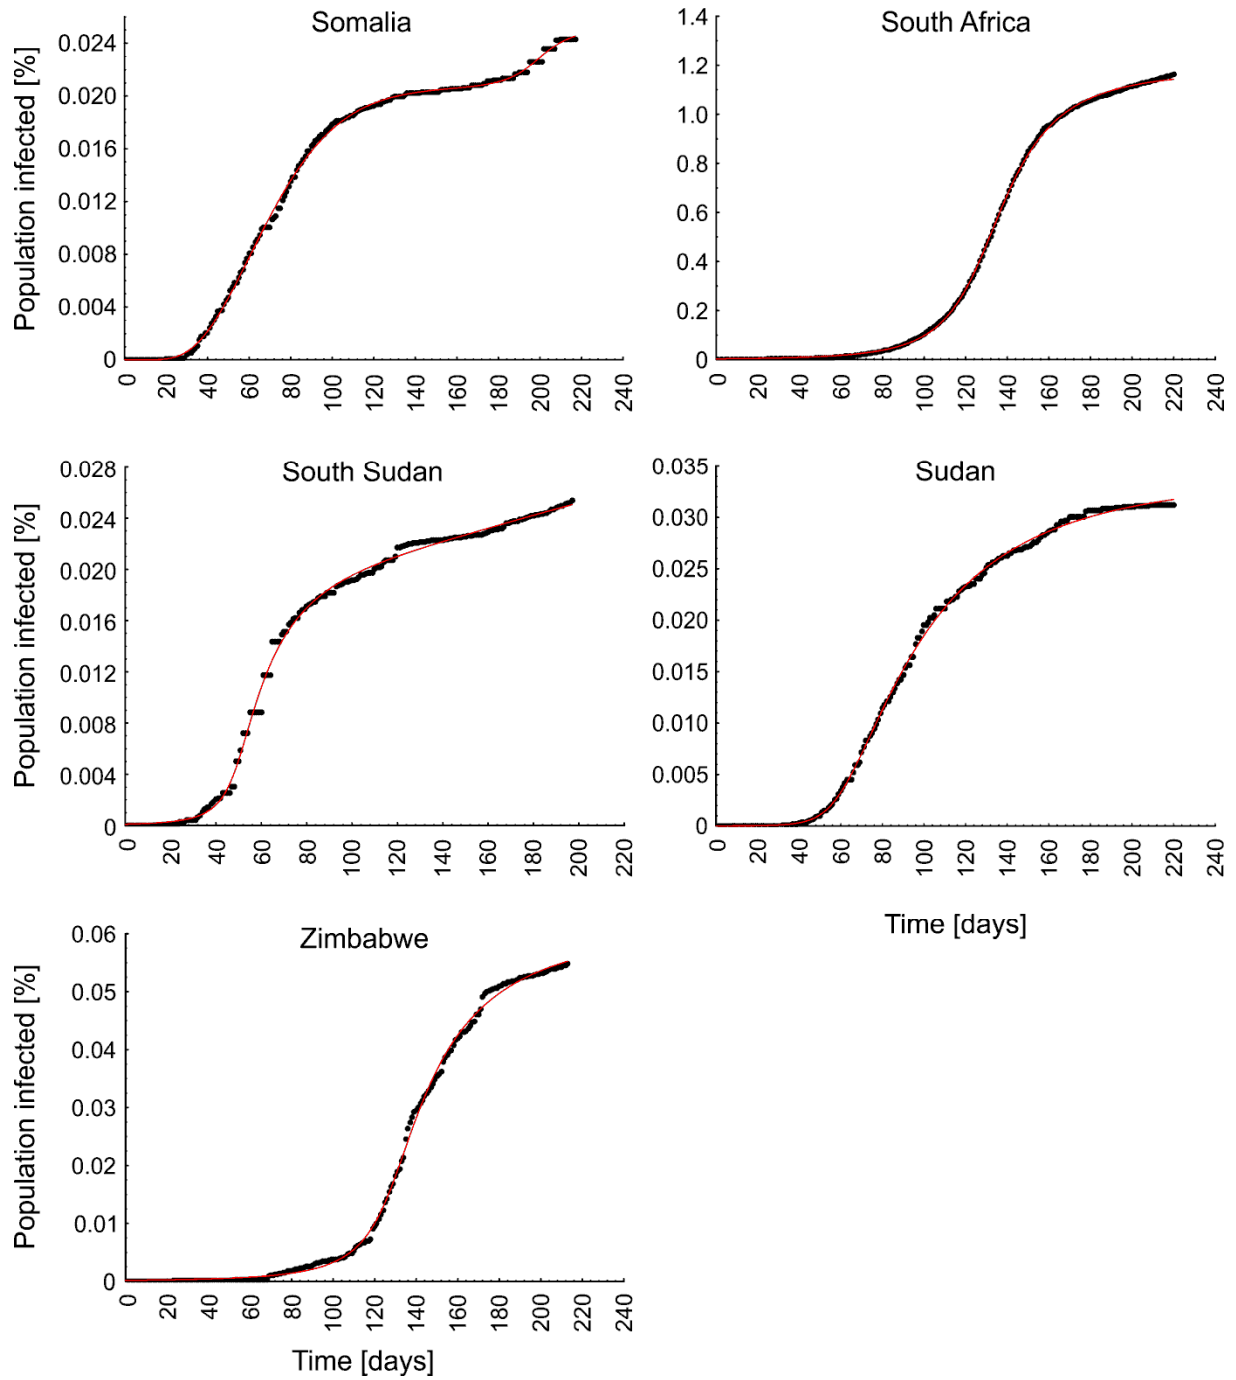 Somalia
Population infected [%]
0.024
0.020
0.016
0.012
0.008
0.004
0
0 20 40 60 80 100 120 140 160 180 200 220 240
South Africa
1.4
1.2
1.0
0.8
0.6
0.4
0.2
0
0 20 40 60 80 100 120 140 160 180 200 220 240
South Sudan
Population infected [%]
0.028
0.024
0.020
0.016
0.012
0.008
0.004
0
0 20 40 60 80 100 120 140 160 180 200 220
Sudan
0.035
0.030
0.025
0.020
0.015
0.010
0.005
0
0 20 40 60 80 100 120 140 160 180 200 220 240
Time [days]
Zimbabwe
Population infected [%]
0.06
0.05
0.04
0.03
0.02
0.01
0
0 20 40 60 80 100 120 140 160 180 200 220 240
Time [days]